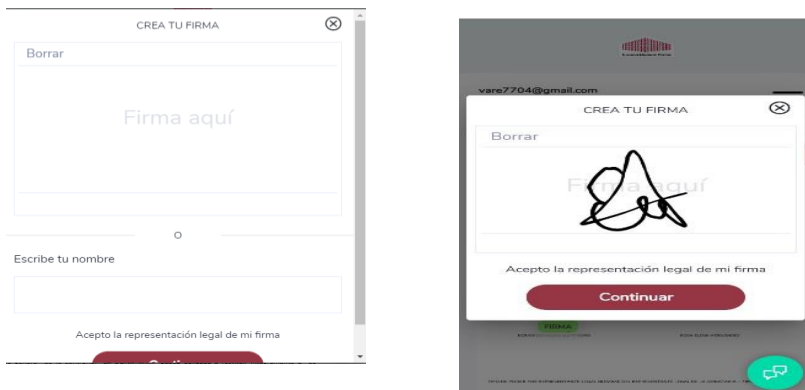 CREA TU FIRMA
Borrar
Firma aquí
O
Escribe tu nombre
Acepto la representación legal de mi firma
vare7704@gmail.com
CREA TU FIRMA
Borrar
Firma aquí
Acepto la representación legal de mi firma
Continuar
FIRMA